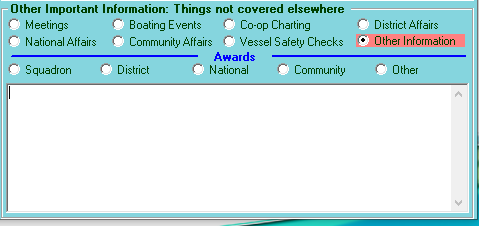 Other Important Information: Things not covered elsewhere
Meetings Boating Events Co-op Charting District Affairs
National Affairs Community Affairs Vessel Safety Checks Other Information
Awards
Squadron District National Community Other